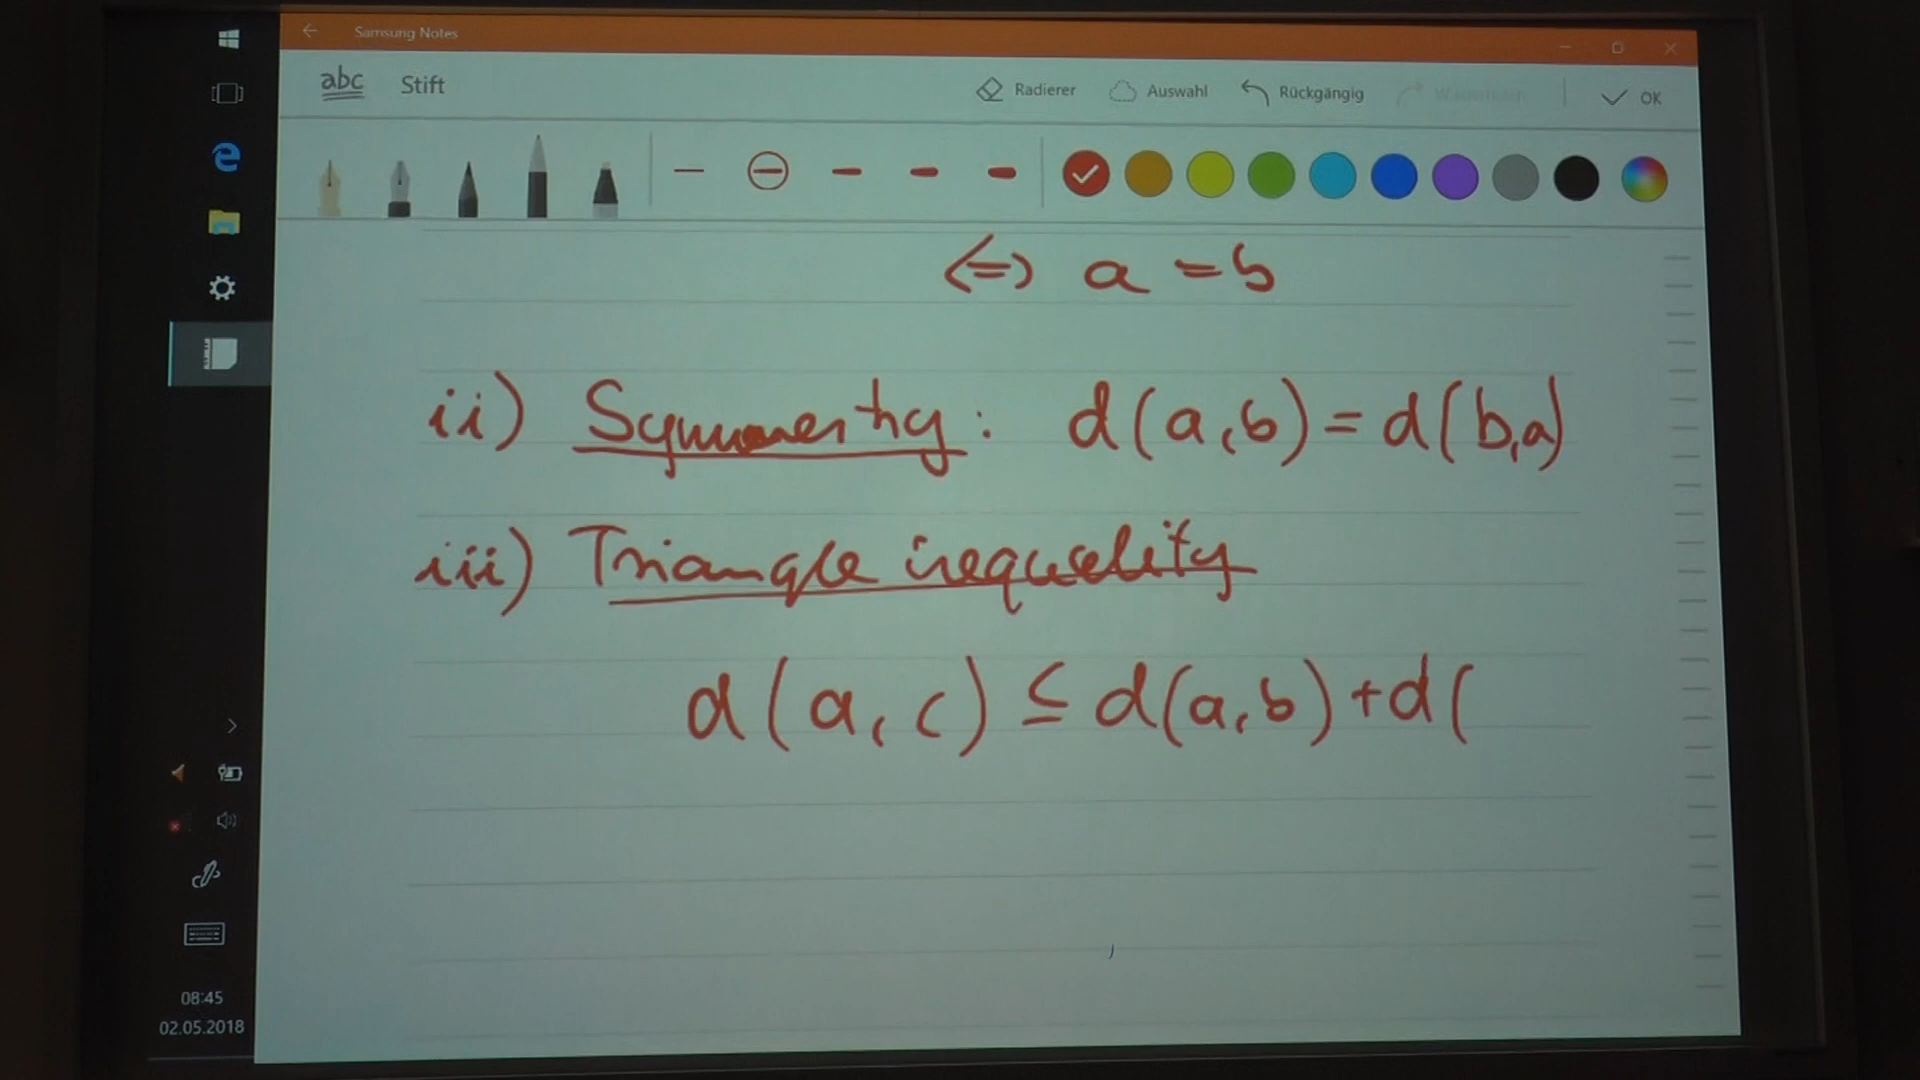 Samsung Notes
abc Stift Radierer Auswahl Rückgängig OK
⇔ a = b
ii) Symmetry: d(a,b) = d(b,a)
iii) Triangle inequality
d(a,c) ≤ d(a,b) + d(
08:45
02.05.2018